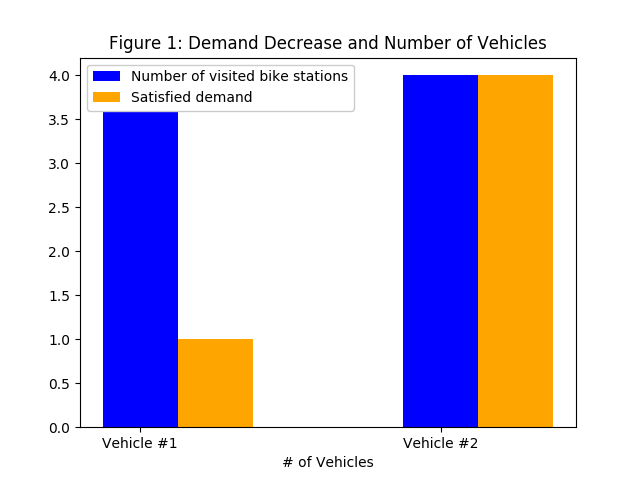 Figure 1: Demand Decrease and Number of Vehicles
Number of visited bike stations
Satisfied demand
4.0
3.5
3.0
2.5
2.0
1.5
1.0
0.5
0.0
Vehicle #1
Vehicle #2
# of Vehicles